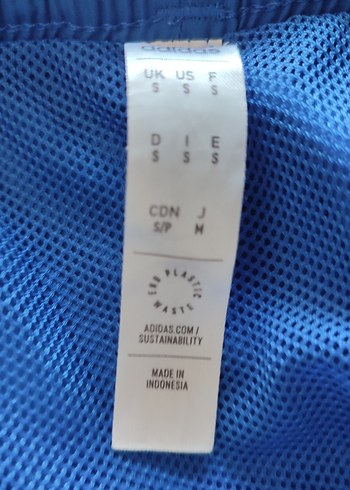 adidas
UK US F
S S S
D I E
S S S
CDN J
S/P M
END PLASTIC WASTE
ADIDAS.COM/
SUSTAINABILITY
MADE IN
INDONESIA